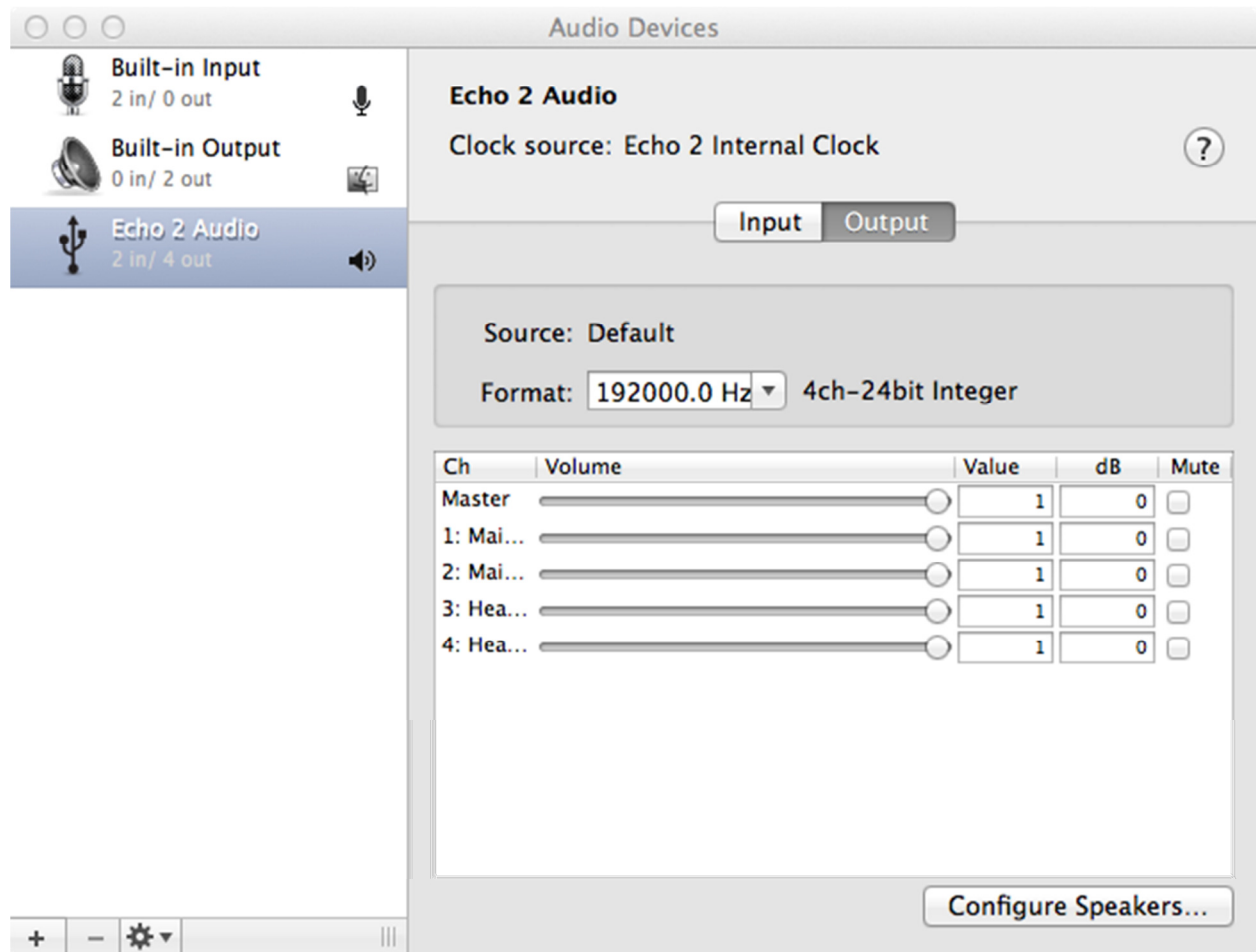 Audio Devices
Built-in Input
2 in/ 0 out
Built-in Output
0 in/ 2 out
Echo 2 Audio
2 in/ 4 out
Echo 2 Audio
Clock source: Echo 2 Internal Clock
?
Input Output
Source: Default
Format: 192000.0 Hz 4ch-24bit Integer
Ch Volume Value dB Mute
Master 1 0
1: Mai... 1 0
2: Mai... 1 0
3: Hea... 1 0
4: Hea... 1 0
Configure Speakers...
+ −